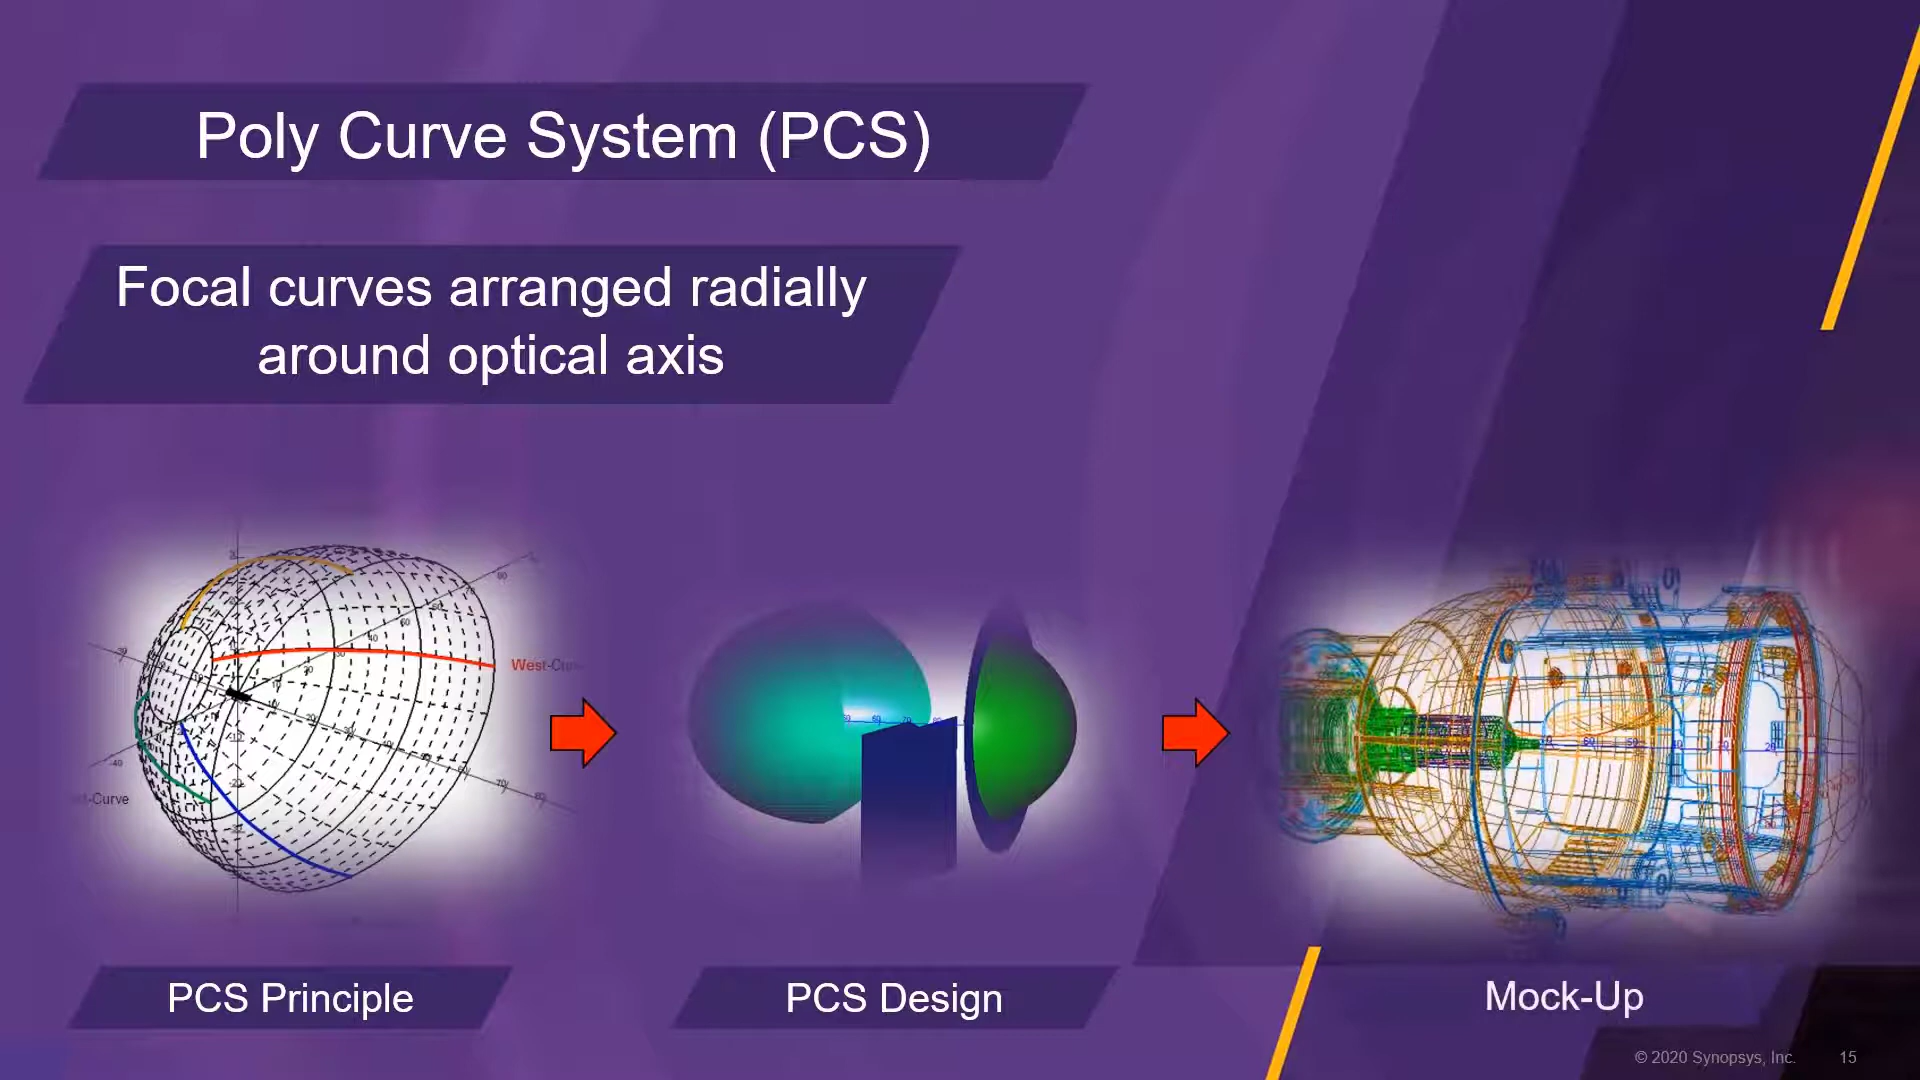 Poly Curve System (PCS)
Focal curves arranged radially
around optical axis
West-Curve
-Curve
PCS Principle
PCS Design
Mock-Up
© 2020 Synopsys, Inc.
15